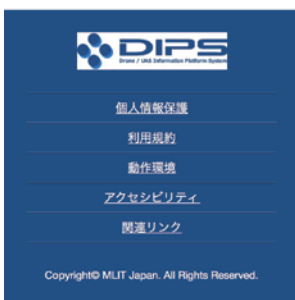 DIPS
Drone / UAS Information Platform System
個人情報保護
利用規約
動作環境
アクセシビリティ
関連リンク
Copyright© MLIT Japan. All Rights Reserved.